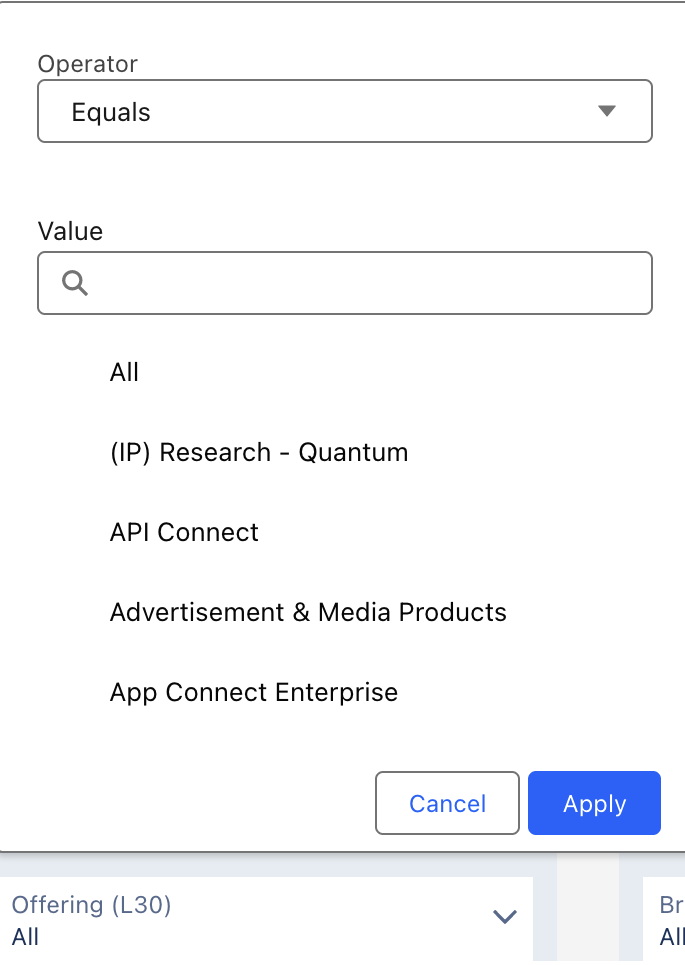 Operator
Equals
Value
All
(IP) Research - Quantum
API Connect
Advertisement & Media Products
App Connect Enterprise
Cancel Apply
Offering (L30) Br
All All